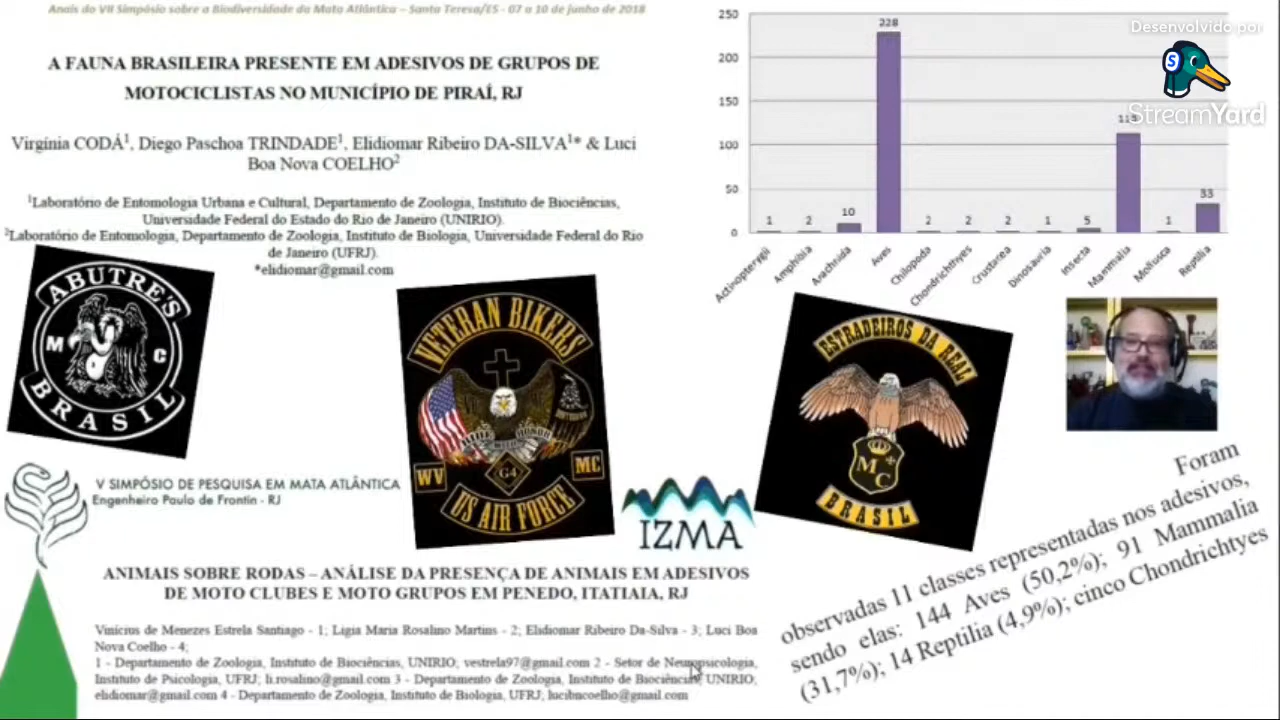 Anais do VII Simpósio sobre a Biodiversidade da Mata Atlântica – Santa Teresa/ES - 07 a 10 de junho de 2018
A FAUNA BRASILEIRA PRESENTE EM ADESIVOS DE GRUPOS DE
MOTOCICLISTAS NO MUNICÍPIO DE PIRAÍ, RJ
Virgínia CODÁ¹, Diego Paschoa TRINDADE¹, Elidiomar Ribeiro DA-SILVA¹* & Luci
Boa Nova COELHO²
¹Laboratório de Entomologia Urbana e Cultural, Departamento de Zoologia, Instituto de Biociências,
Universidade Federal do Estado do Rio de Janeiro (UNIRIO).
²Laboratório de Entomologia, Departamento de Zoologia, Instituto de Biologia, Universidade Federal do Rio
de Janeiro (UFRJ).
*elidiomar@gmail.com
250
200
150
100
50
0
1
2
10
228
2
2
2
1
5
113
1
33
Actinopterygii
Amphibia
Arachnida
Aves
Chilopoda
Chondrichthyes
Crustacea
Dinosauria
Insecta
Mammalia
Mollusca
Reptilia
Desenvolvido por
S
StreamYard
ABUTRE'S
M C
BRASIL
VETERAN BIKERS
WV
G4
MC
US AIR FORCE
ESTRADEIROS DA REAL
M
C
BRASIL
V SIMPÓSIO DE PESQUISA EM MATA ATLÂNTICA
Engenheiro Paulo de Frontin - RJ
IZMA
ANIMAIS SOBRE RODAS – ANÁLISE DA PRESENÇA DE ANIMAIS EM ADESIVOS
DE MOTO CLUBES E MOTO GRUPOS EM PENEDO, ITATIAIA, RJ
Vinícius de Menezes Estrela Santiago - 1; Lígia Maria Rosalino Martins - 2; Elidiomar Ribeiro Da-Silva - 3; Luci Boa
Nova Coelho - 4;
1 - Departamento de Zoologia, Instituto de Biociências, UNIRIO; vestrela97@gmail.com 2 - Setor de Neuropsicologia,
Instituto de Psicologia, UFRJ; li.rosalino@gmail.com 3 - Departamento de Zoologia, Instituto de Biociências, UNIRIO;
elidiomar@gmail.com 4 - Departamento de Zoologia, Instituto de Biologia, UFRJ; lucibncoelho@gmail.com
Foram
observadas 11 classes representadas nos adesivos,
sendo elas: 144 Aves (50,2%); 91 Mammalia
(31,7%); 14 Reptilia (4,9%); cinco Chondrichtyes